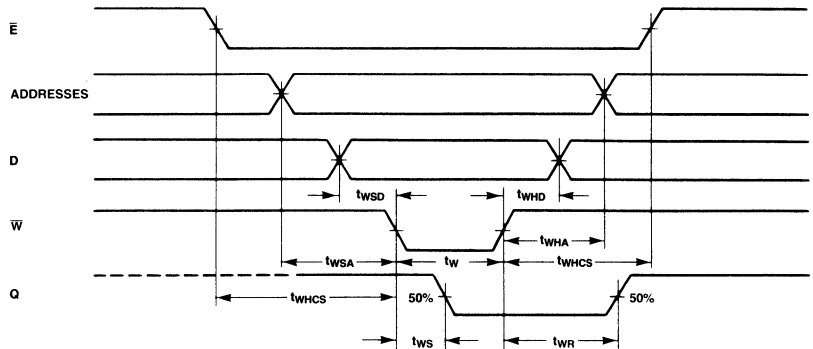 E̅
ADDRESSES
D
tWSD
tWHD
W̅
tWHA
tWSA
tW
tWHCS
Q
tWHCS
50%
50%
tWS
tWR